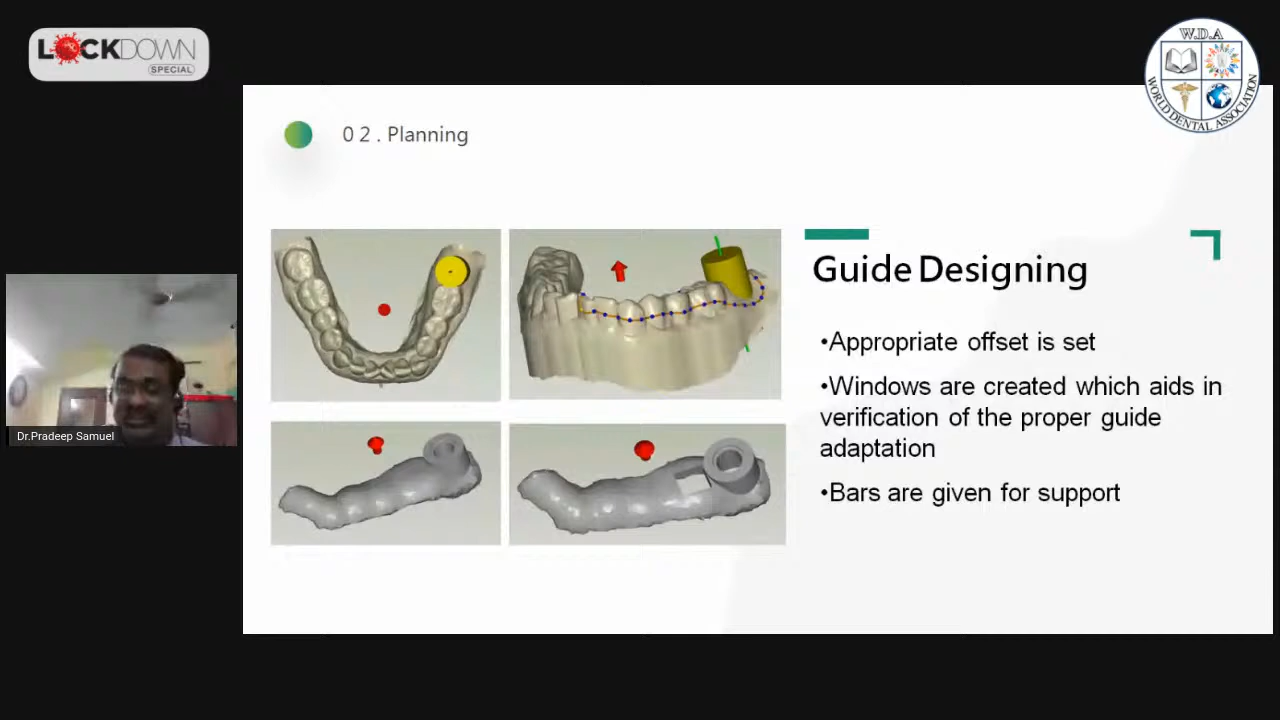 LOCKDOWN
SPECIAL
W.D.A
WORLD DENTAL ASSOCIATION
0 2 . Planning
Guide Designing
•Appropriate offset is set
•Windows are created which aids in
verification of the proper guide
adaptation
•Bars are given for support
Dr.Pradeep Samuel